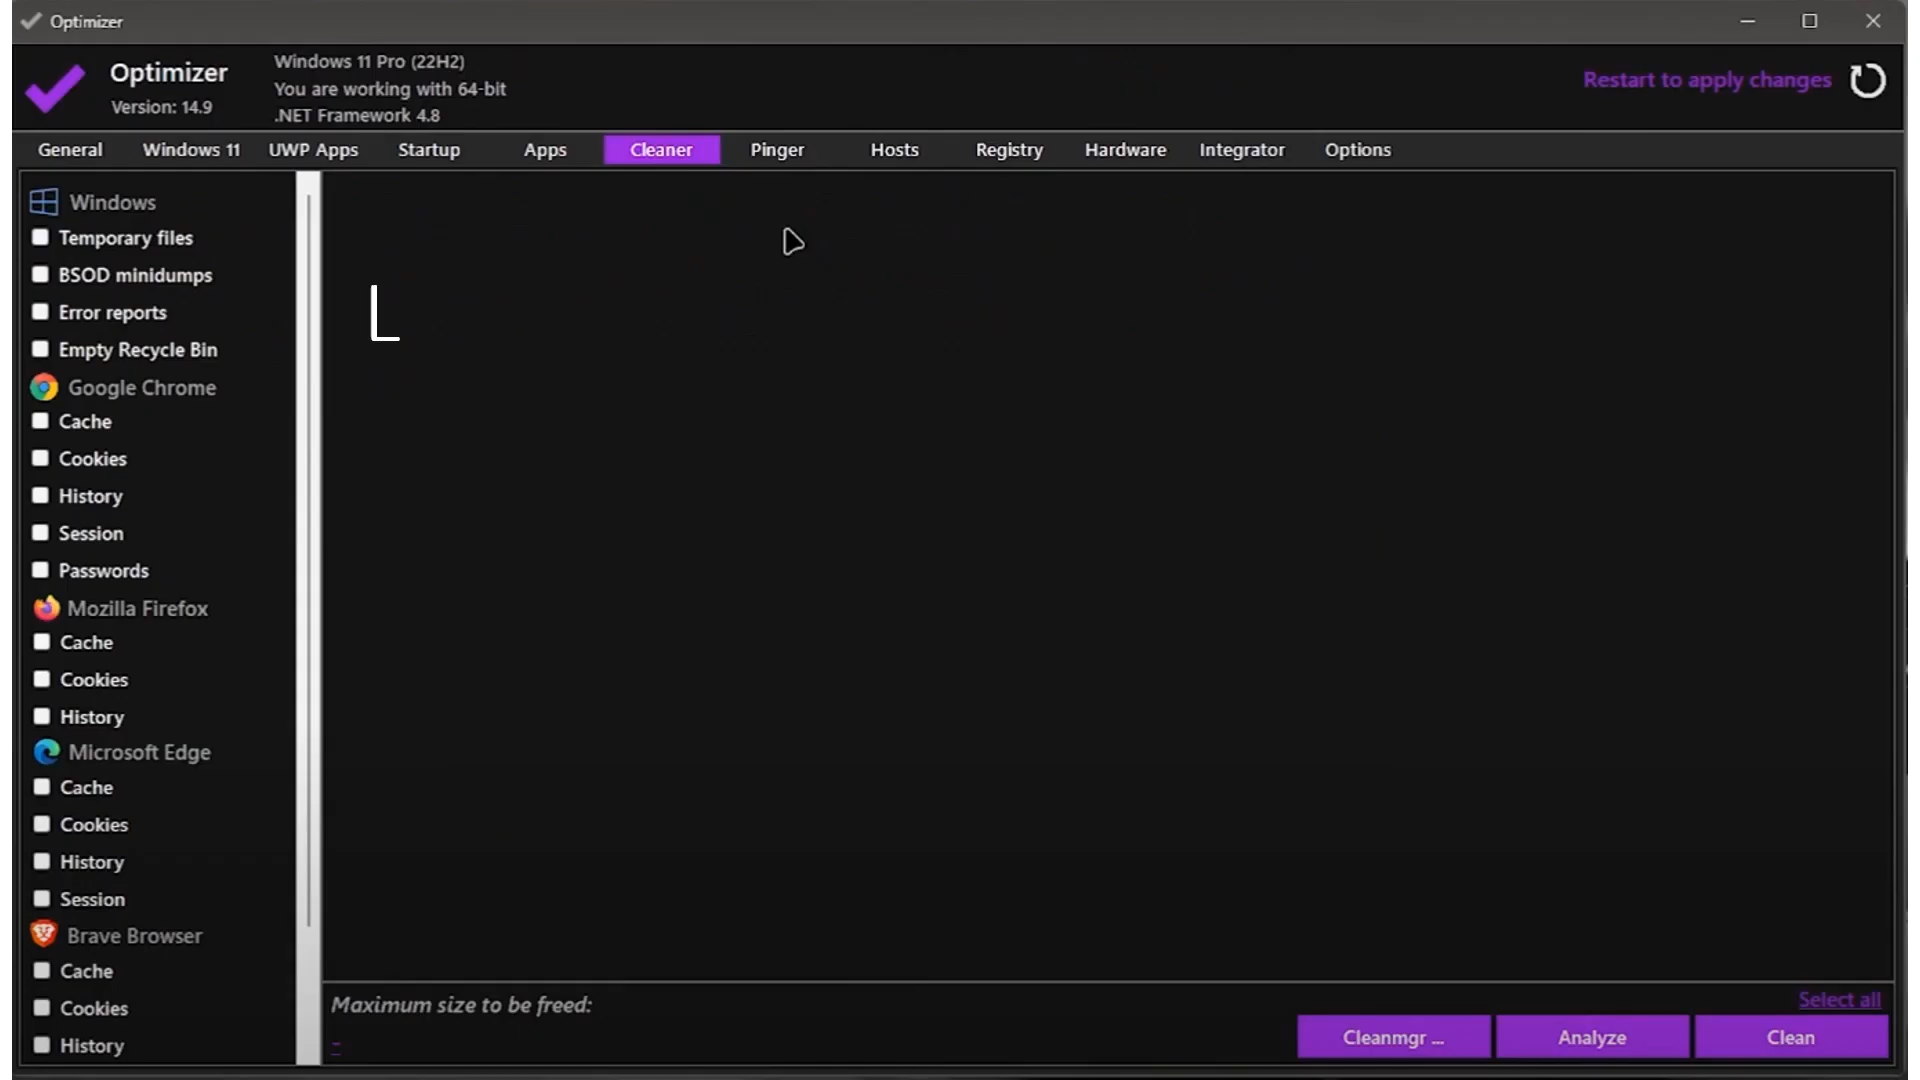 Optimizer
Optimizer
Version: 14.9
Windows 11 Pro (22H2)
You are working with 64-bit
.NET Framework 4.8
Restart to apply changes
General Windows 11 UWP Apps Startup Apps Cleaner Pinger Hosts Registry Hardware Integrator Options
Windows
Temporary files
BSOD minidumps
Error reports
Empty Recycle Bin
Google Chrome
Cache
Cookies
History
Session
Passwords
Mozilla Firefox
Cache
Cookies
History
Microsoft Edge
Cache
Cookies
History
Session
Brave Browser
Cache
Cookies
History
L
Maximum size to be freed:
-
Select all
Cleanmgr ... Analyze Clean